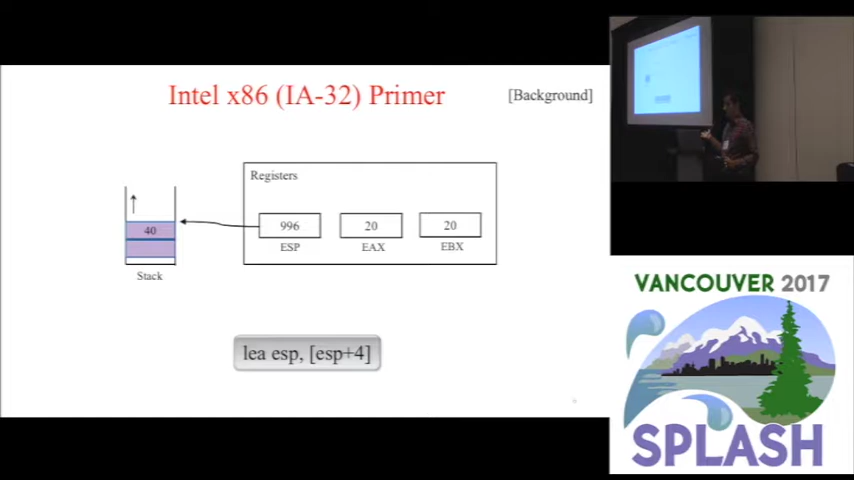 Intel x86 (IA-32) Primer
[Background]
Registers
40
996
20
20
ESP
EAX
EBX
Stack
lea esp, [esp+4]
VANCOUVER 2017
SPLASH